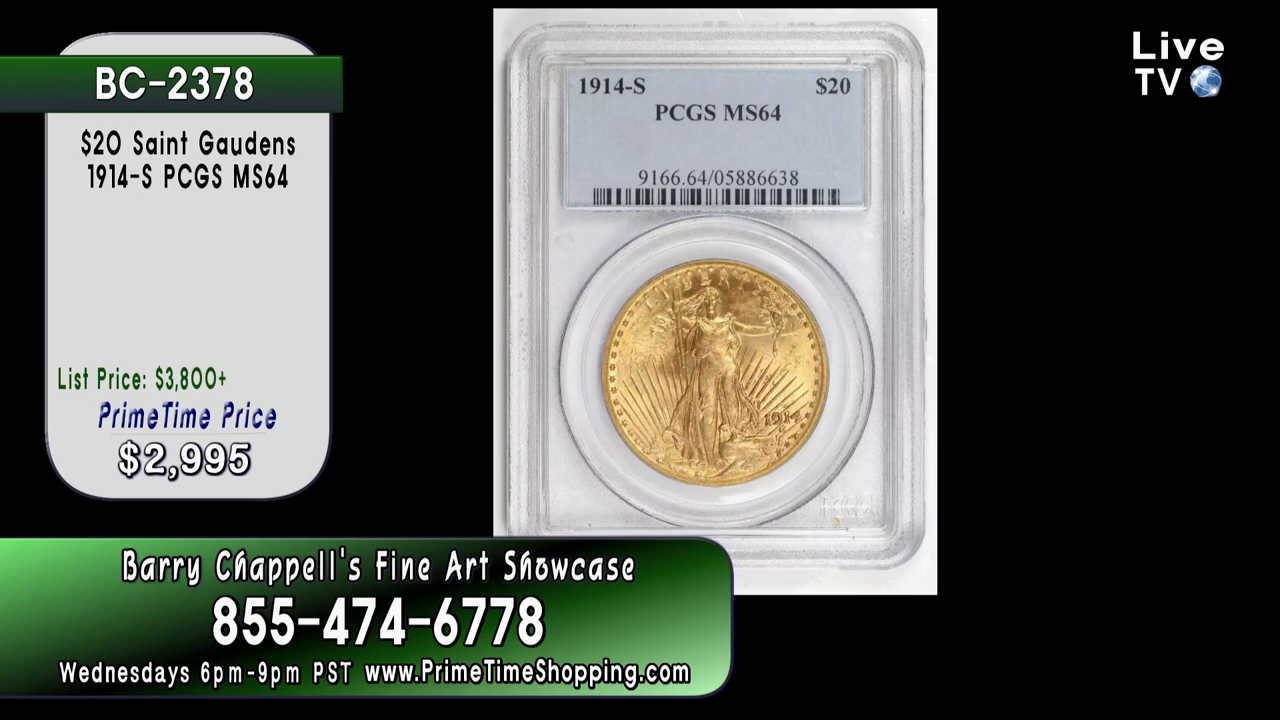 BC-2378
$20 Saint Gaudens
1914-S PCGS MS64
List Price: $3,800+
PrimeTime Price
$2,995
1914-S $20
PCGS MS64
9166.64/05886638
LIBERTY
1914
Live
TV
Barry Chappell's Fine Art Showcase
855-474-6778
Wednesdays 6pm-9pm PST www.PrimeTimeShopping.com